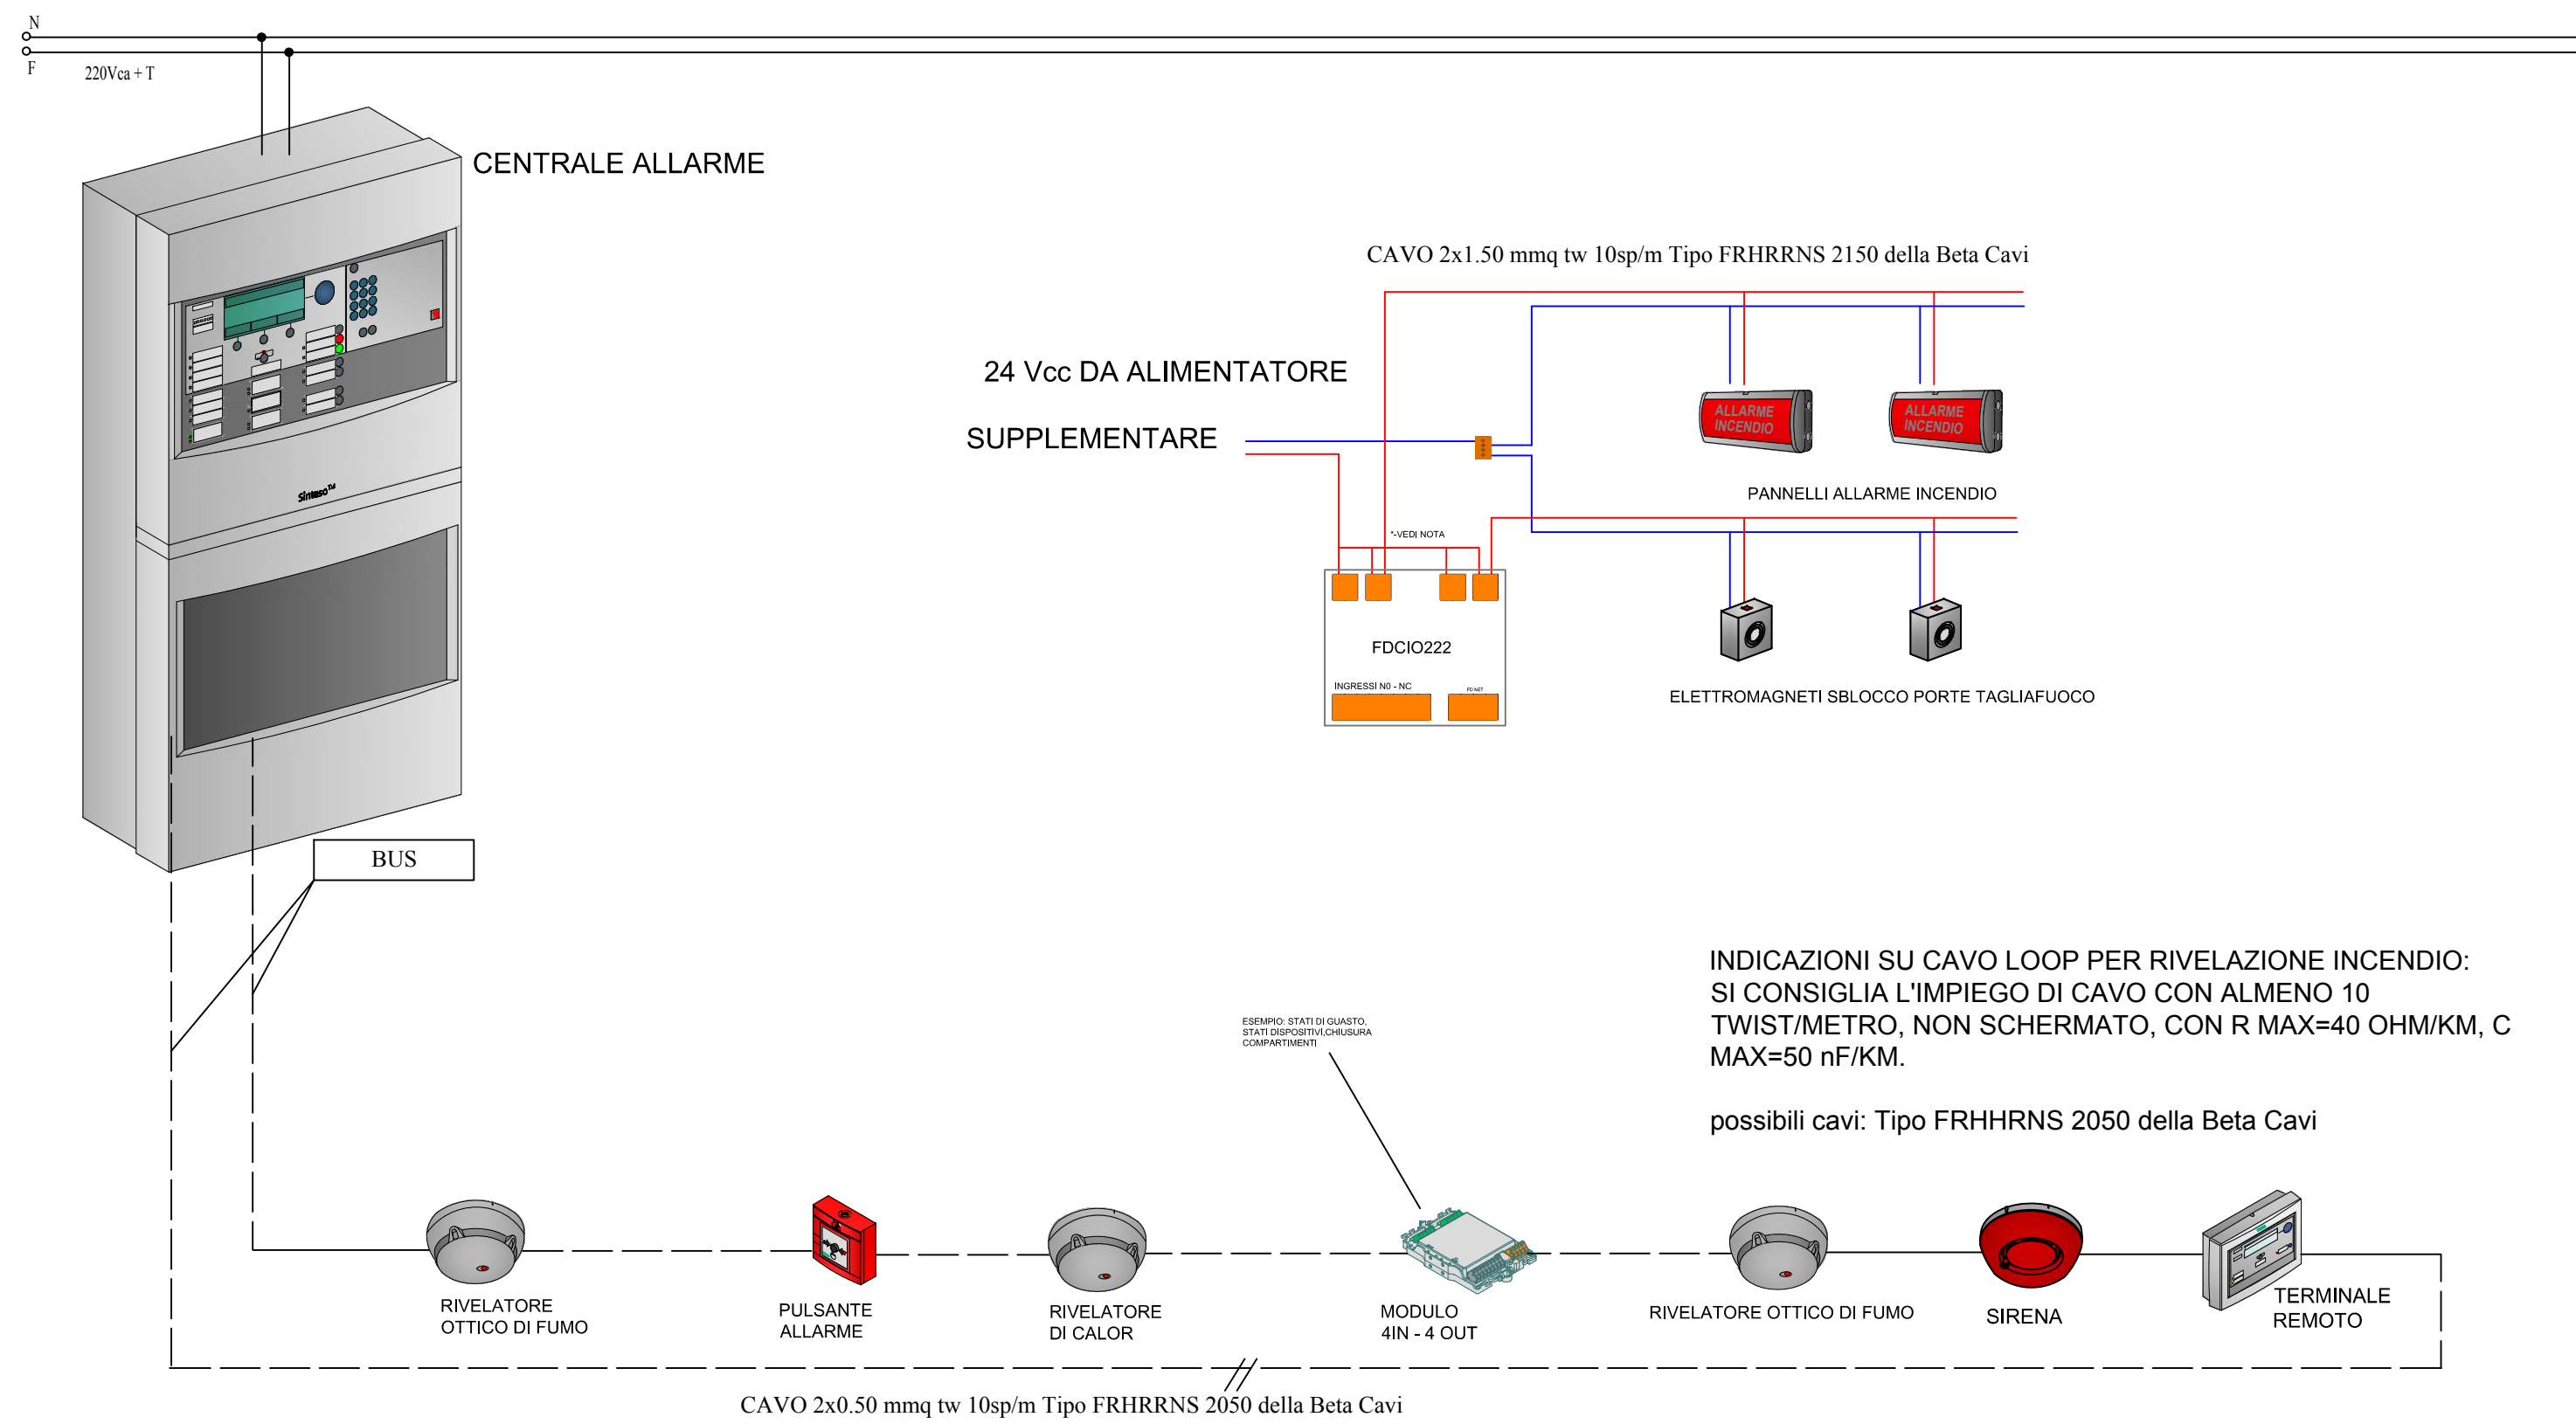 N
F
220Vca + T
CENTRALE ALLARME
CAVO 2x1.50 mmq tw 10sp/m Tipo FRHRRNS 2150 della Beta Cavi
24 Vcc DA ALIMENTATORE
SUPPLEMENTARE
ALLARME
INCENDIO
ALLARME
INCENDIO
PANNELLI ALLARME INCENDIO
*-VEDI NOTA
FDCIO222
INGRESSI N0 - NC
FD NET
ELETTROMAGNETI SBLOCCO PORTE TAGLIAFUOCO
Sinteso™
BUS
INDICAZIONI SU CAVO LOOP PER RIVELAZIONE INCENDIO:
SI CONSIGLIA L'IMPIEGO DI CAVO CON ALMENO 10
TWIST/METRO, NON SCHERMATO, CON R MAX=40 OHM/KM, C
MAX=50 nF/KM.
possibili cavi: Tipo FRHHRNS 2050 della Beta Cavi
ESEMPIO: STATI DI GUASTO,
STATI DISPOSITIVI,CHIUSURA
COMPARTIMENTI
RIVELATORE
OTTICO DI FUMO
PULSANTE
ALLARME
RIVELATORE
DI CALOR
MODULO
4IN - 4 OUT
RIVELATORE OTTICO DI FUMO
SIRENA
TERMINALE
REMOTO
CAVO 2x0.50 mmq tw 10sp/m Tipo FRHRRNS 2050 della Beta Cavi